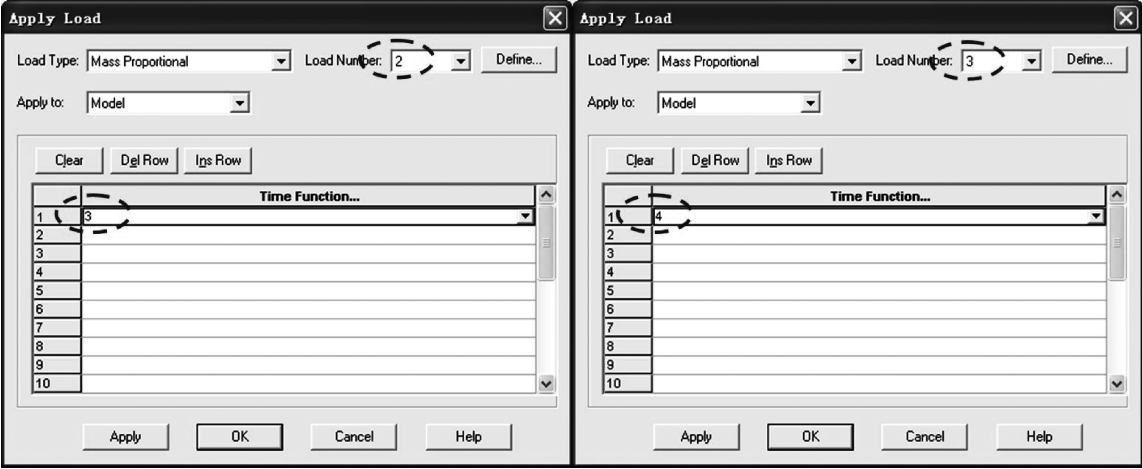 Apply Load
Load Type: Mass Proportional Load Number: 2 Define...
Apply to: Model
Clear Del Row Ins Row
Time Function...
1 3
2
3
4
5
6
7
8
9
10
Apply OK Cancel Help
Apply Load
Load Type: Mass Proportional Load Number: 3 Define...
Apply to: Model
Clear Del Row Ins Row
Time Function...
1 4
2
3
4
5
6
7
8
9
10
Apply OK Cancel Help